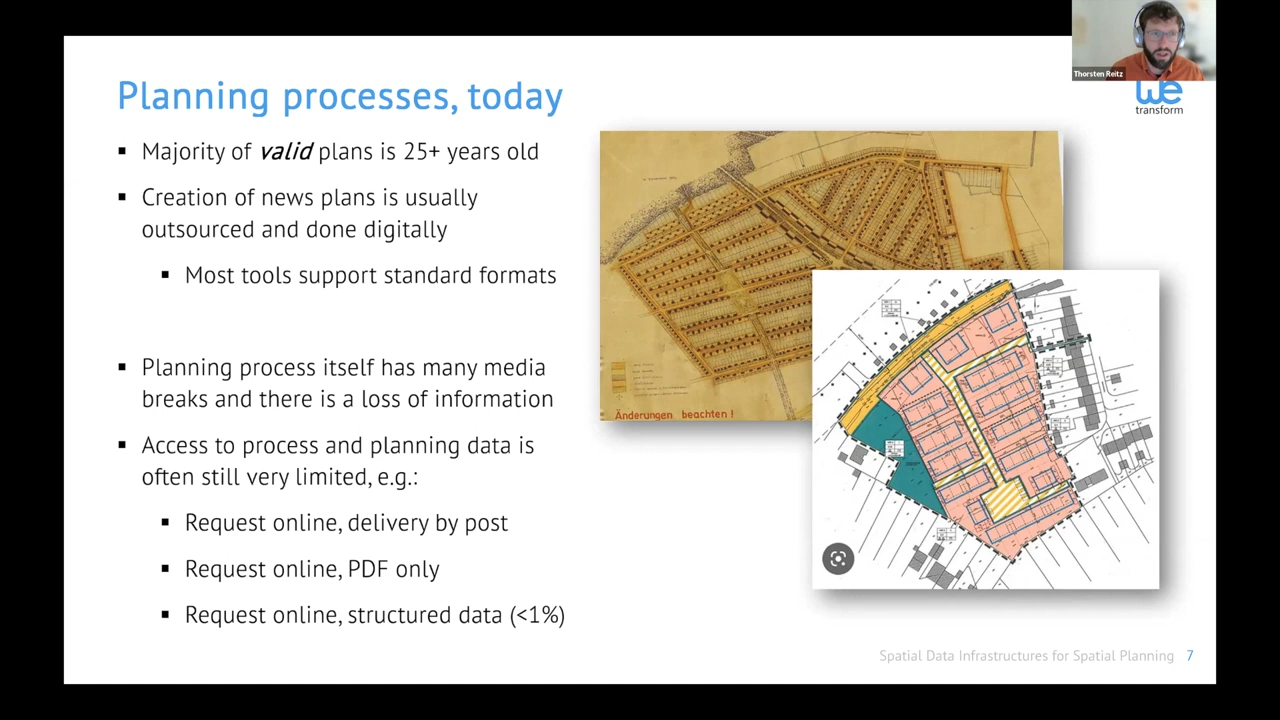 Thorsten Reitz
we
transform
Planning processes, today
▪ Majority of valid plans is 25+ years old
▪ Creation of news plans is usually
outsourced and done digitally
▪ Most tools support standard formats
▪ Planning process itself has many media
breaks and there is a loss of information
▪ Access to process and planning data is
often still very limited, e.g.:
▪ Request online, delivery by post
▪ Request online, PDF only
▪ Request online, structured data (<1%)
Änderungen beachten !
Spatial Data Infrastructures for Spatial Planning 7